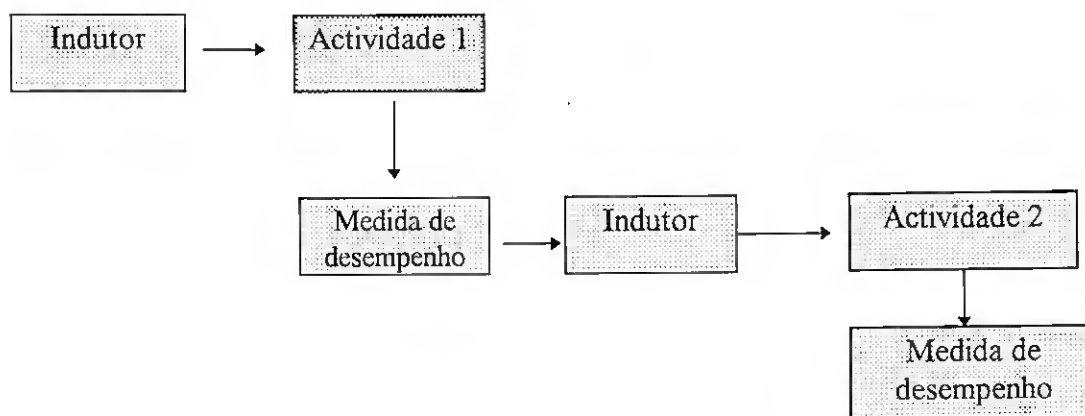 Indutor
Actividade 1
Medida de
desempenho
Indutor
Actividade 2
Medida de
desempenho